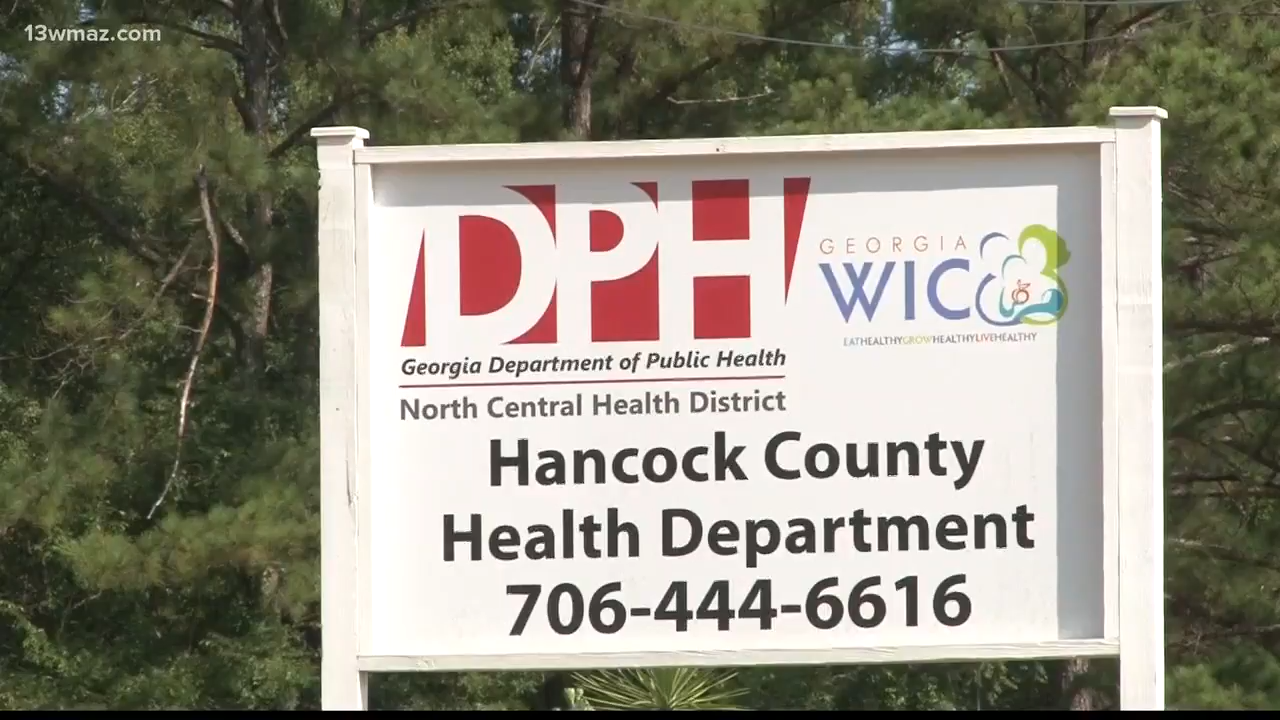 13wmaz.com
DPH
Georgia Department of Public Health
North Central Health District
GEORGIA
WIC
EATHEALTHYGROWHEALTHYLIVEHEALTHY
Hancock County
Health Department
706-444-6616